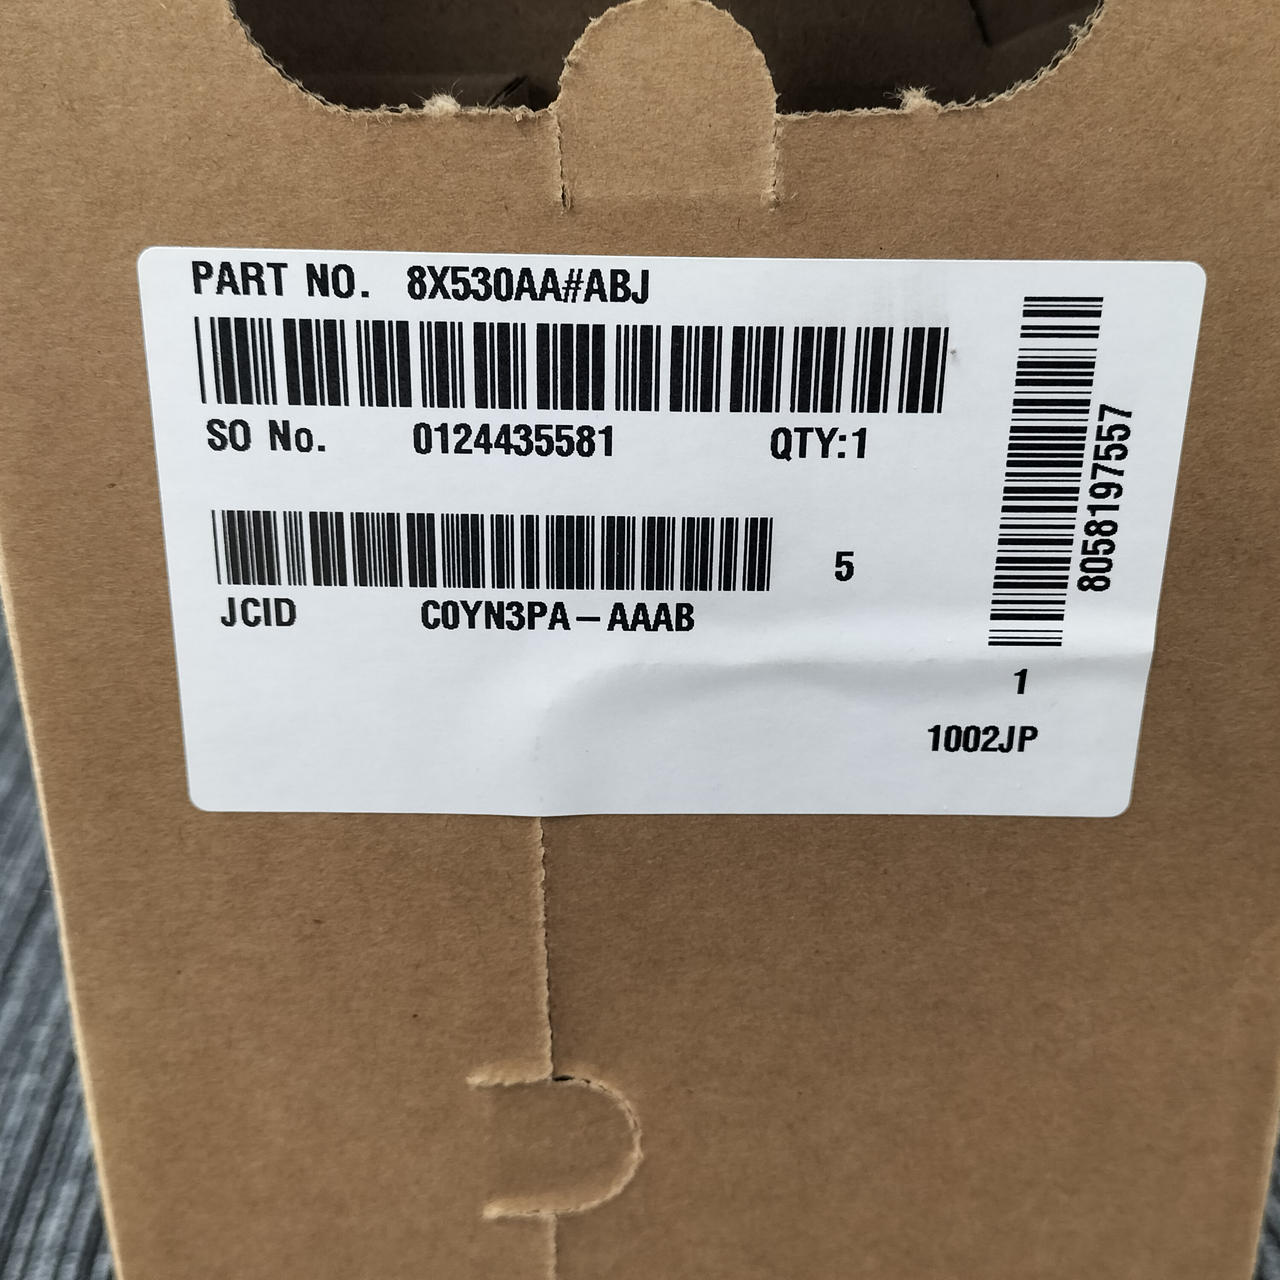 PART NO. 8X530AA#ABJ
SO No. 0124435581 QTY:1
8058197557
5
JCID C0YN3PA-AAAB
1
1002JP